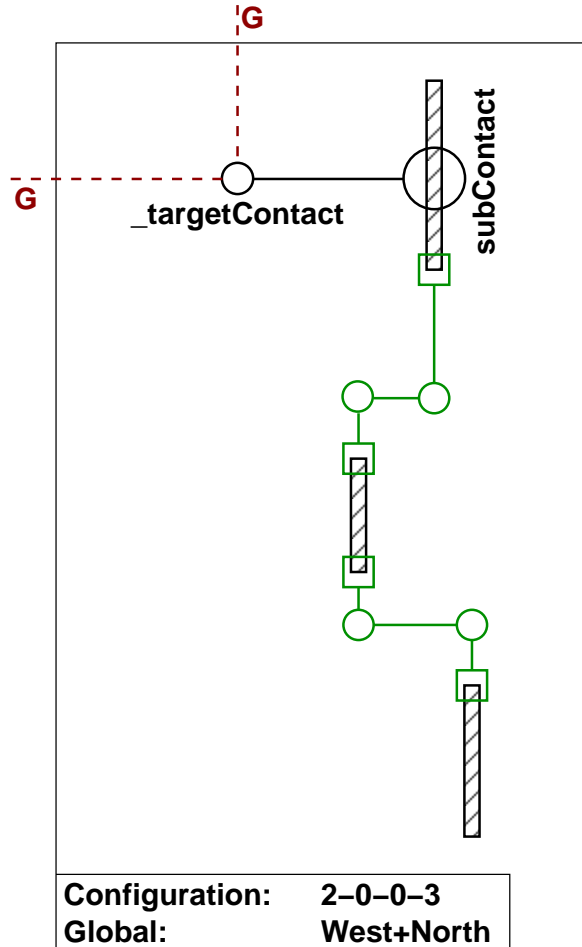 G
G
_targetContact
subContact
Configuration: 2–0–0–3
Global: West+North